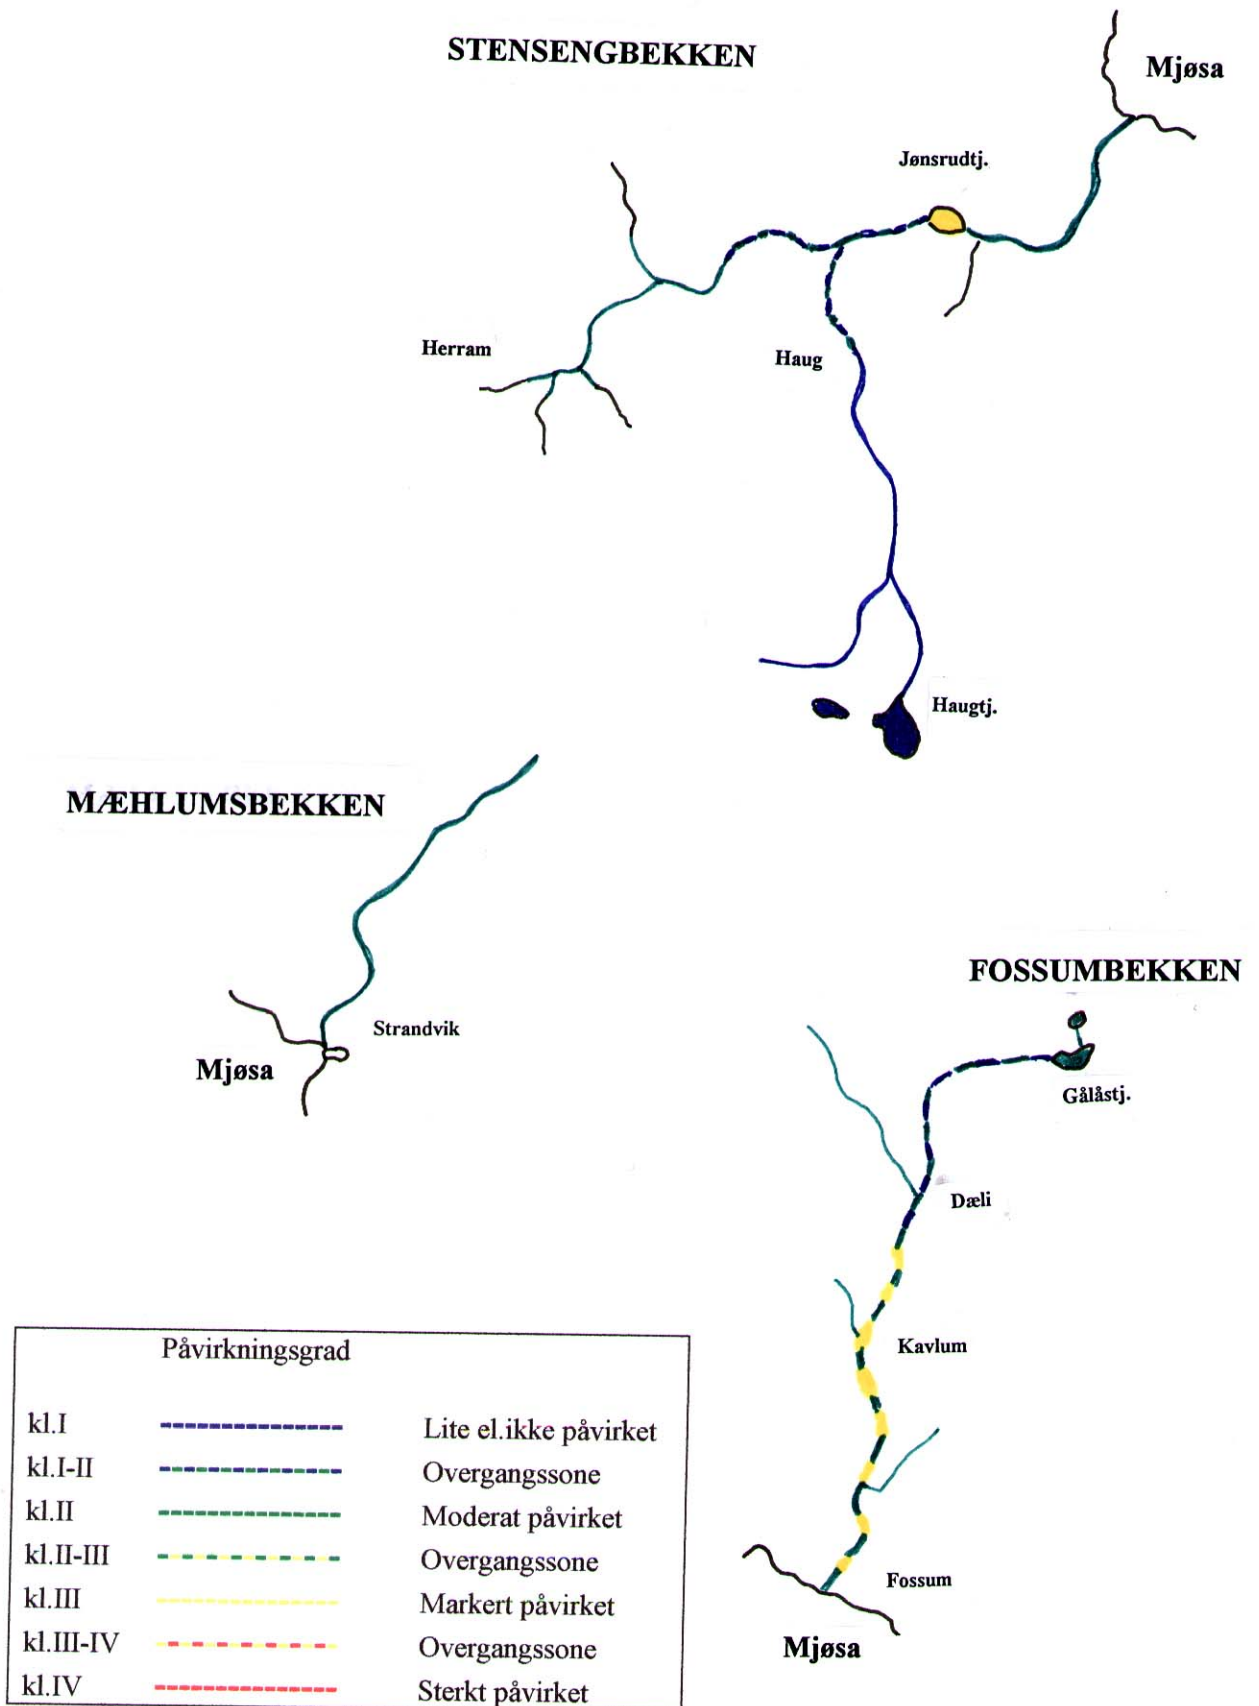 STENSENGBEKKEN
Mjøsa
Jønsrudtj.
Herram
Haug
Haugtj.
MÆHLUMSBEKKEN
Strandvik
Mjøsa
FOSSUMBEKKEN
Gålåstj.
Dæli
Kavlum
Fossum
Mjøsa
Påvirkningsgrad
kl.I Lite el.ikke påvirket
kl.I-II Overgangssone
kl.II Moderat påvirket
kl.II-III Overgangssone
kl.III Markert påvirket
kl.III-IV Overgangssone
kl.IV Sterkt påvirket